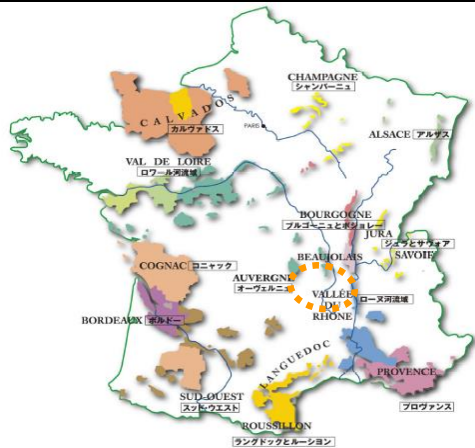 CHAMPAGNE
シャンパーニュ
CALVADOS
カルヴァドス
PARIS
ALSACE アルザス
VAL DE LOIRE
ロワール河流域
BOURGOGNE
ブルゴーニュとボジョレー
JURA
ジュラとサヴォア
SAVOIE
BEAUJOLAIS
COGNAC コニャック
AUVERGNE
オーヴェルニュ
VALLÉE
DU
RHÔNE
ローヌ河流域
BORDEAUX ボルドー
LANGUEDOC
PROVENCE
プロヴァンス
SUD-OUEST
スッド・ウエスト
ROUSSILLON
ラングドックとルーション